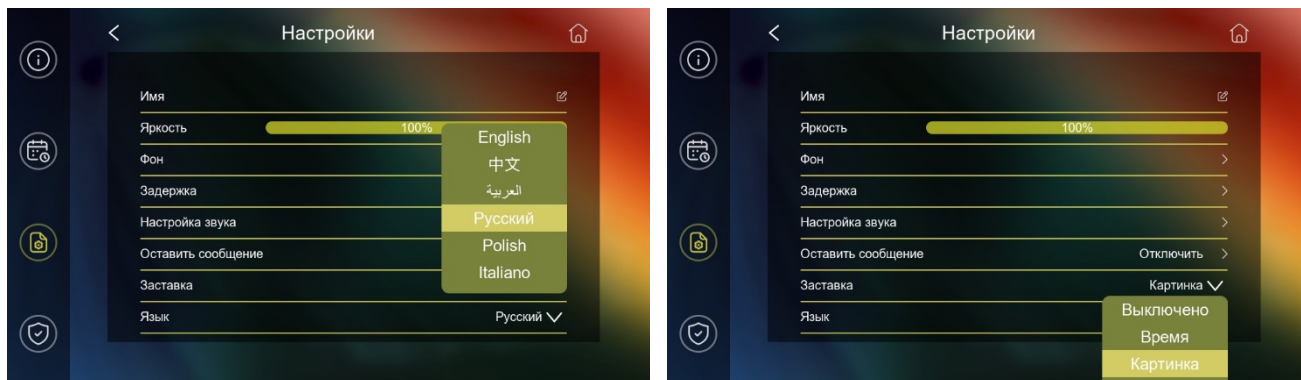 Настройки
Имя
Яркость 100%
Фон
Задержка
Настройка звука
Оставить сообщение
Заставка
Язык Русский
English
中文
العربية
Русский
Polish
Italiano
Настройки
Имя
Яркость 100%
Фон
Задержка
Настройка звука
Оставить сообщение Отключить
Заставка Картинка
Язык
Выключено
Время
Картинка